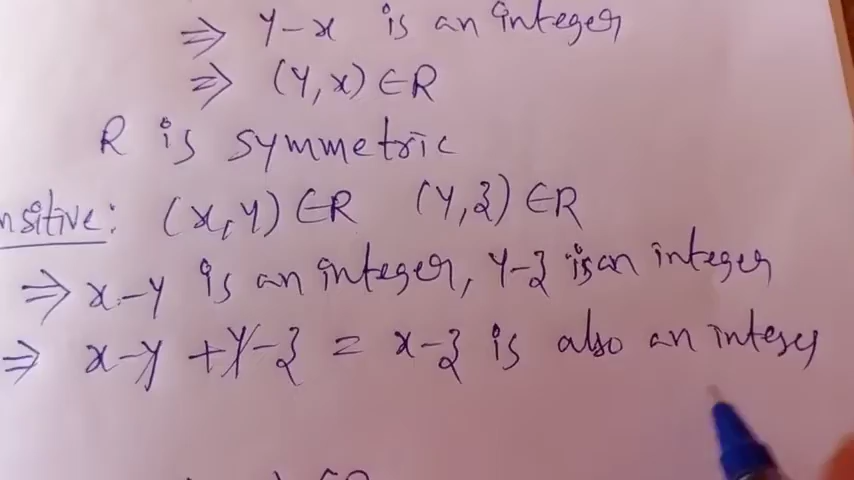 ⇒ y-x is an integer
⇒ (y,x) ∈ R
R is symmetric
nsitive: (x,y) ∈ R (y,z) ∈ R
⇒ x-y is an integer, y-z is an integer
⇒ x-y + y-z = x-z is also an integer